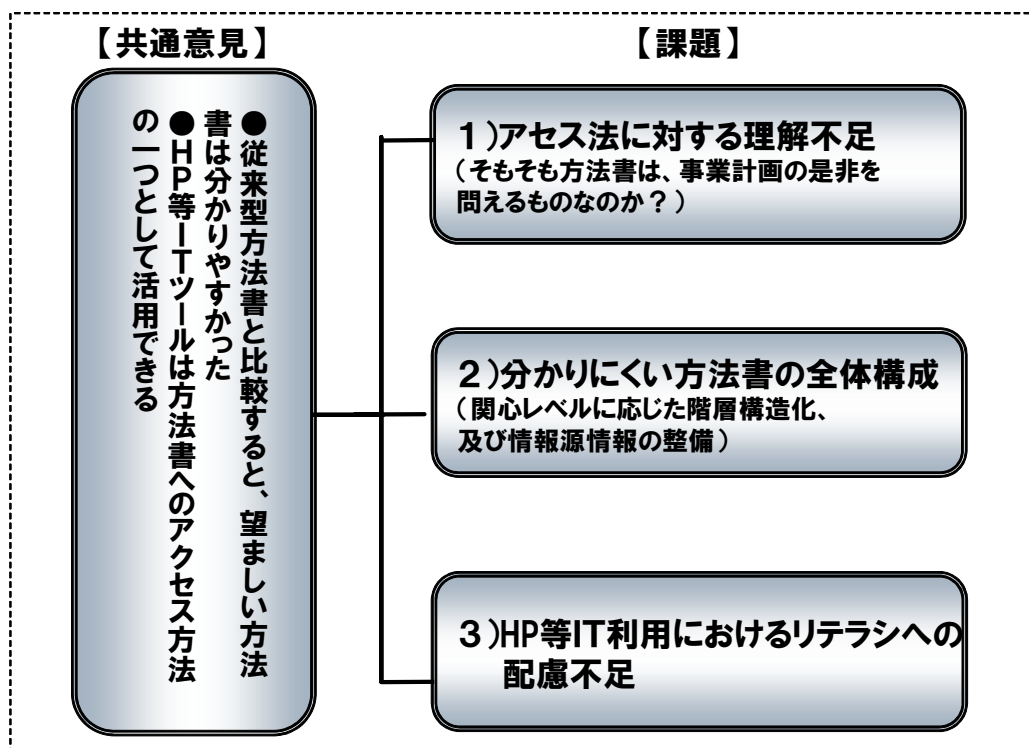 【共通意見】
●従来型方法書と比較すると、望ましい方法
書は分かりやすかった
●HP等ITツールは方法書へのアクセス方法
の一つとして活用できる
【課題】
1)アセス法に対する理解不足
(そもそも方法書は、事業計画の是非を
問えるものなのか?)
2)分かりにくい方法書の全体構成
(関心レベルに応じた階層構造化、
及び情報源情報の整備)
3)HP等IT利用におけるリテラシへの
配慮不足